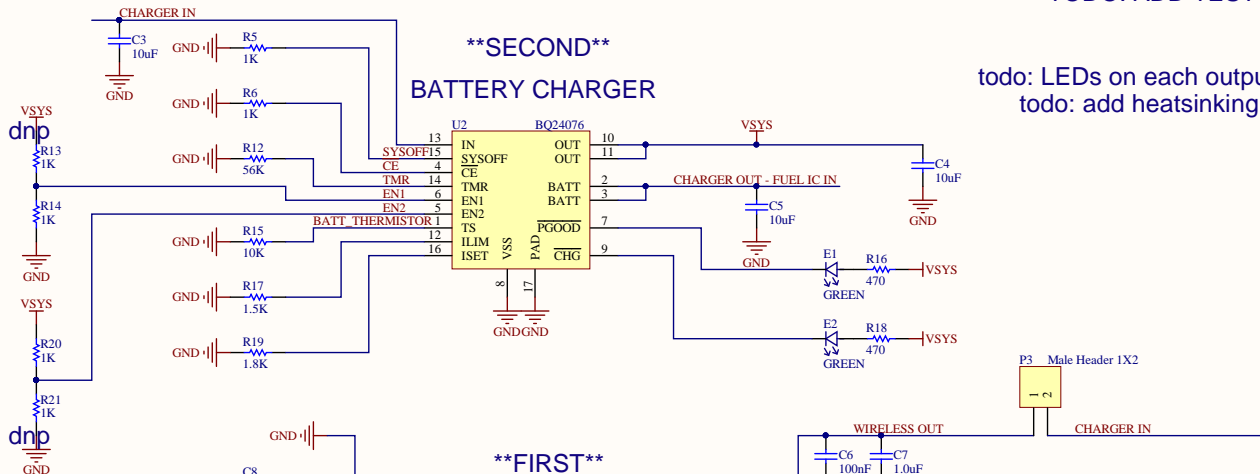 CHARGER IN
C3
10uF
GND
GND
R5
1K
**SECOND**
BATTERY CHARGER
todo: LEDs on each outpu
todo: add heatsinking
VSYS
dnp
R13
1K
R14
1K
GND
GND
R6
1K
GND
R12
56K
GND
R15
10K
GND
R17
1.5K
GND
R19
1.8K
SYSOFF
CE
TMR
EN1
EN2
BATT_THERMISTOR
U2
BQ24076
13
IN
15
SYSOFF
4
CE
14
TMR
6
EN1
5
EN2
1
TS
12
ILIM
16
ISET
OUT
10
OUT
11
BATT
2
BATT
3
PGOOD
7
CHG
9
VSS
PAD
8
17
GND
GND
VSYS
C4
10uF
GND
CHARGER OUT - FUEL IC IN
C5
10uF
GND
E1
GREEN
R16
470
VSYS
E2
GREEN
R18
470
VSYS
VSYS
R20
1K
R21
1K
dnp
GND
P3
Male Header 1X2
1
2
WIRELESS OUT
CHARGER IN
C6
100nF
C7
1.0uF
GND
C8
**FIRST**